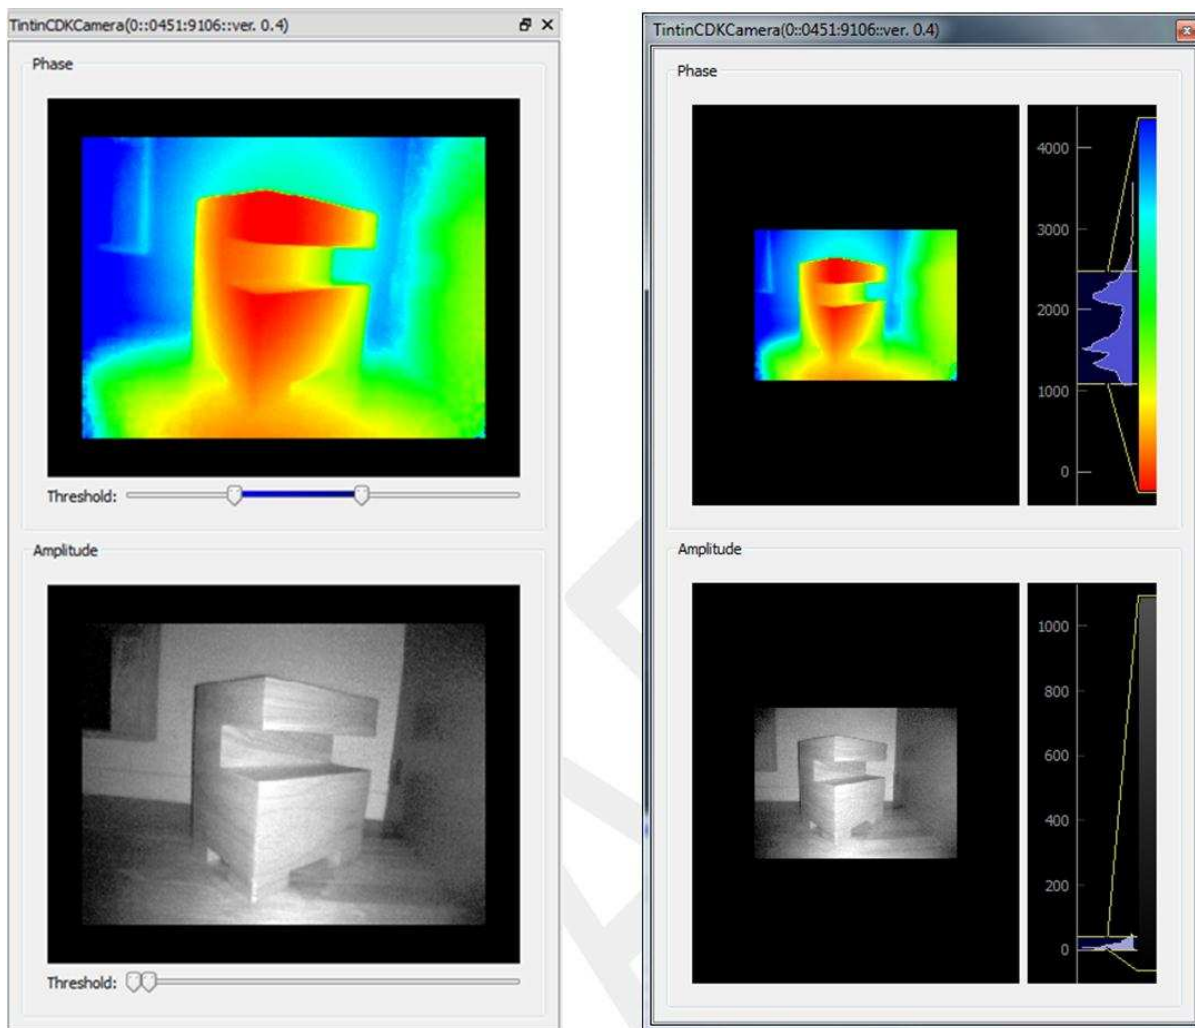 TintinCDKCamera(0::0451:9106::ver. 0.4)
Phase
Threshold:
Amplitude
Threshold:
TintinCDKCamera(0::0451:9106::ver. 0.4)
Phase
4000
3000
2000
1000
0
Amplitude
1000
800
600
400
200
0